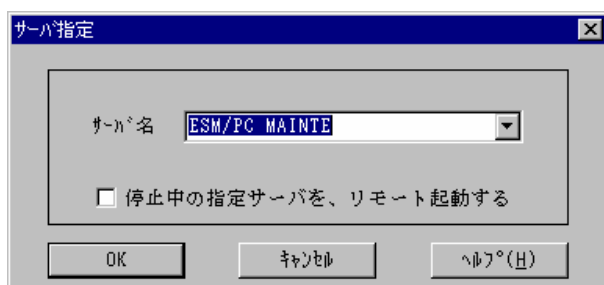 サーバ指定
ｻｰﾊﾞ名 ESM/PC MAINTE
停止中の指定サーバを、リモート起動する
OK ｷｬﾝｾﾙ ﾍﾙﾌﾟ(H)